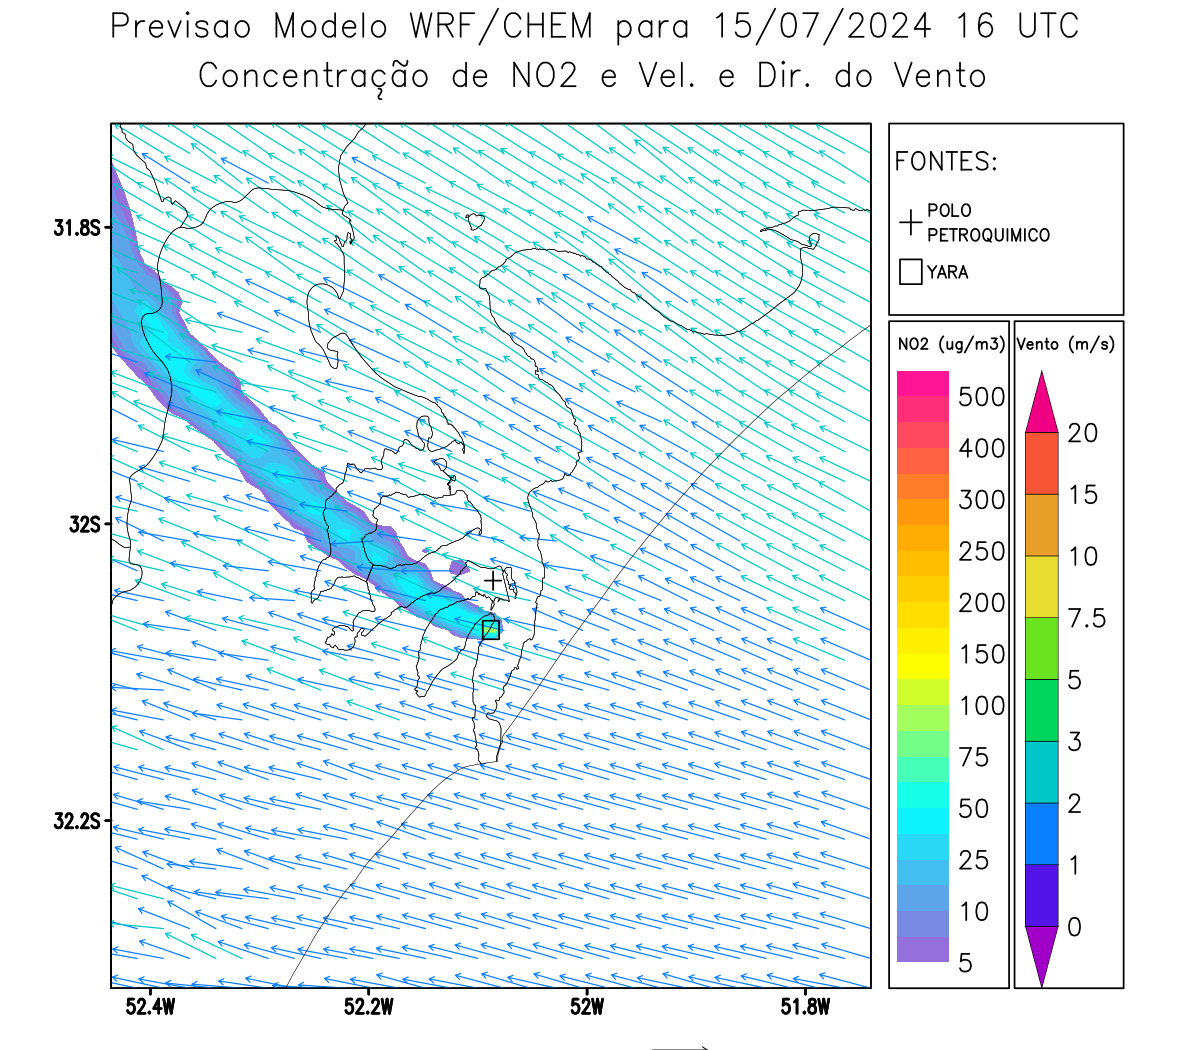 Previsao Modelo WRF/CHEM para 15/07/2024 16 UTC
Concentração de NO2 e Vel. e Dir. do Vento
FONTES:
POLO
PETROQUIMICO
YARA
NO2 (ug/m3)
500
400
300
250
200
150
100
75
50
25
10
5
Vento (m/s)
20
15
10
7.5
5
3
2
1
0
31.8S
32S
32.2S
52.4W
52.2W
52W
51.8W